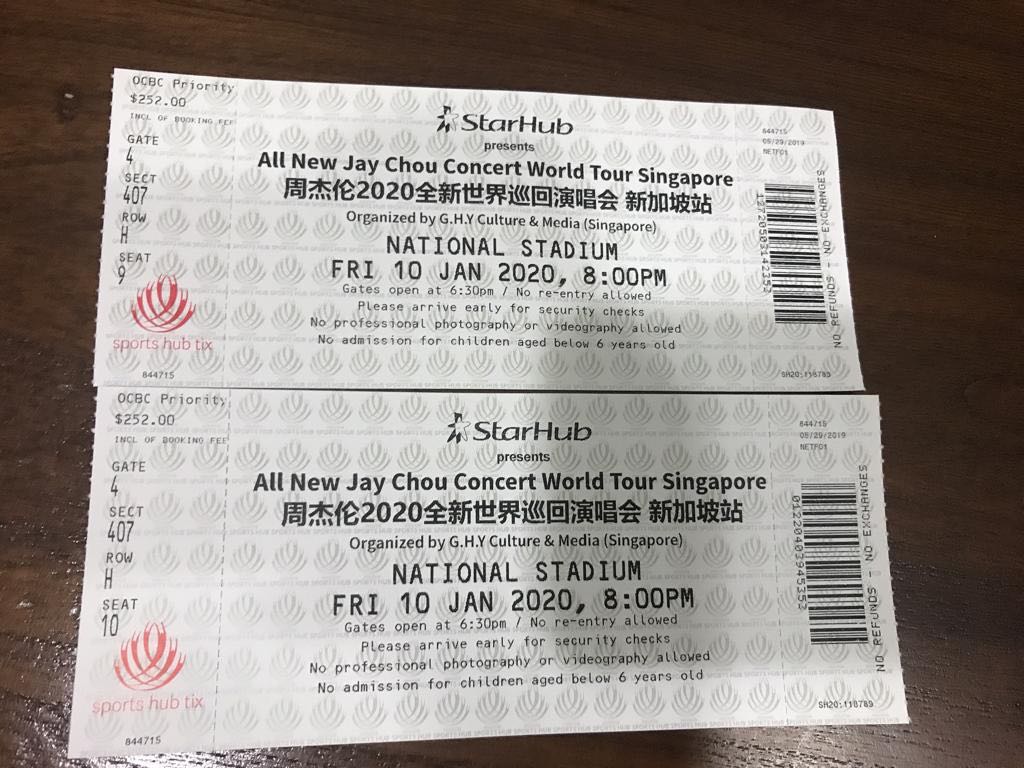 OCBC Priority
$252.00
INCL OF BOOKING FEE
GATE
4
SECT
407
ROW
H
SEAT
9
sports hub tix
844715
StarHub
presents
All New Jay Chou Concert World Tour Singapore
周杰伦2020全新世界巡回演唱会 新加坡站
Organized by G.H.Y Culture & Media (Singapore)
NATIONAL STADIUM
FRI 10 JAN 2020, 8:00PM
Gates open at 6:30pm / No re-entry allowed
Please arrive early for security checks
No professional photography or videography allowed
No admission for children aged below 6 years old
844715
05/29/2019
NETF01
NO REFUNDS - NO EXCHANGES
SH20:118789
OCBC Priority
$252.00
INCL OF BOOKING FEE
GATE
4
SECT
407
ROW
H
SEAT
10
sports hub tix
844715
StarHub
presents
All New Jay Chou Concert World Tour Singapore
周杰伦2020全新世界巡回演唱会 新加坡站
Organized by G.H.Y Culture & Media (Singapore)
NATIONAL STADIUM
FRI 10 JAN 2020, 8:00PM
Gates open at 6:30pm / No re-entry allowed
Please arrive early for security checks
No professional photography or videography allowed
No admission for children aged below 6 years old
844715
05/29/2019
NETF01
NO REFUNDS - NO EXCHANGES
SH20:118789